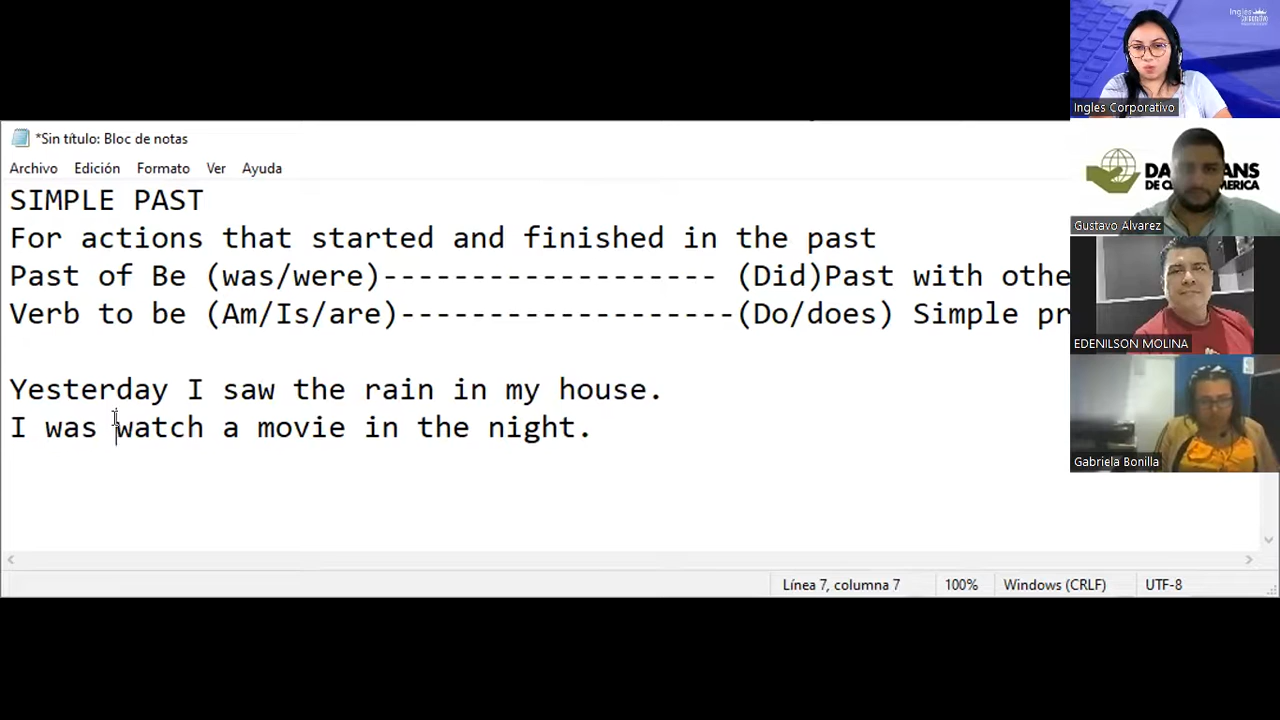 *Sin título: Bloc de notas
Archivo Edición Formato Ver Ayuda
SIMPLE PAST
For actions that started and finished in the past
Past of Be (was/were)------------------- (Did)Past with othe
Verb to be (Am/Is/are)-------------------(Do/does) Simple pr
Yesterday I saw the rain in my house.
I was watch a movie in the night.
Línea 7, columna 7 100% Windows (CRLF) UTF-8
Ingles
Ingles Corporativo
DE C
MERICA
Gustavo Alvarez
EDENILSON MOLINA
Gabriela Bonilla